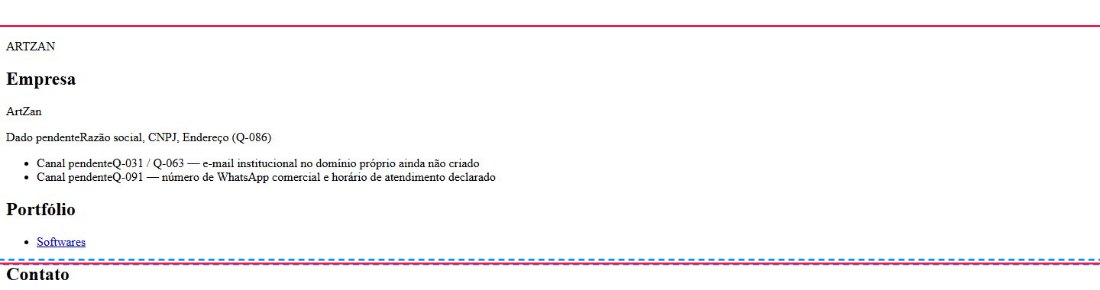 ARTZAN
Empresa
ArtZan
Dado pendenteRazão social, CNPJ, Endereço (Q-086)
Canal pendenteQ-031 / Q-063 — e-mail institucional no domínio próprio ainda não criado
Canal pendenteQ-091 — número de WhatsApp comercial e horário de atendimento declarado
Portfólio
Softwares
Contato